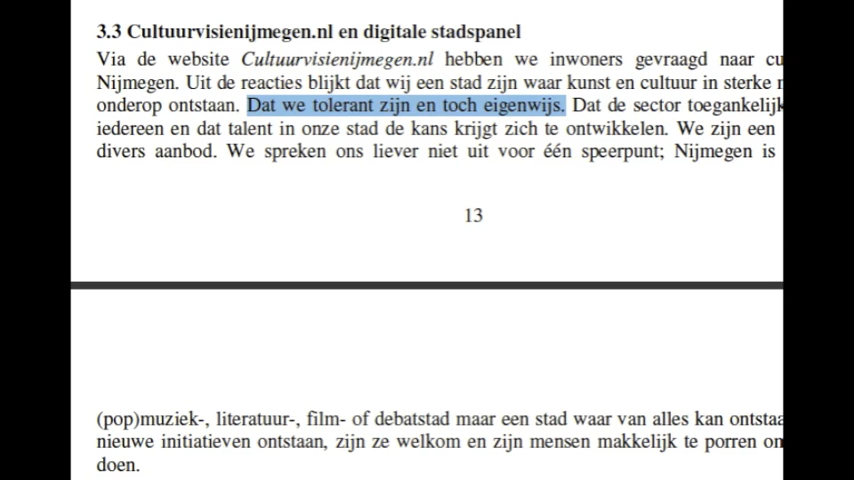 3.3 Cultuurvisienijmegen.nl en digitale stadspanel
Via de website Cultuurvisienijmegen.nl hebben we inwoners gevraagd naar
Nijmegen. Uit de reacties blijkt dat wij een stad zijn waar kunst en cultuur in sterke
onderop ontstaan. Dat we tolerant zijn en toch eigenwijs. Dat de sector toegankelijk
iedereen en dat talent in onze stad de kans krijgt zich te ontwikkelen. We zijn een
divers aanbod. We spreken ons liever niet uit voor één speerpunt; Nijmegen is
13
(pop)muziek-, literatuur-, film- of debatstad maar een stad waar van alles kan
nieuwe initiatieven ontstaan, zijn ze welkom en zijn mensen makkelijk te porren
doen.